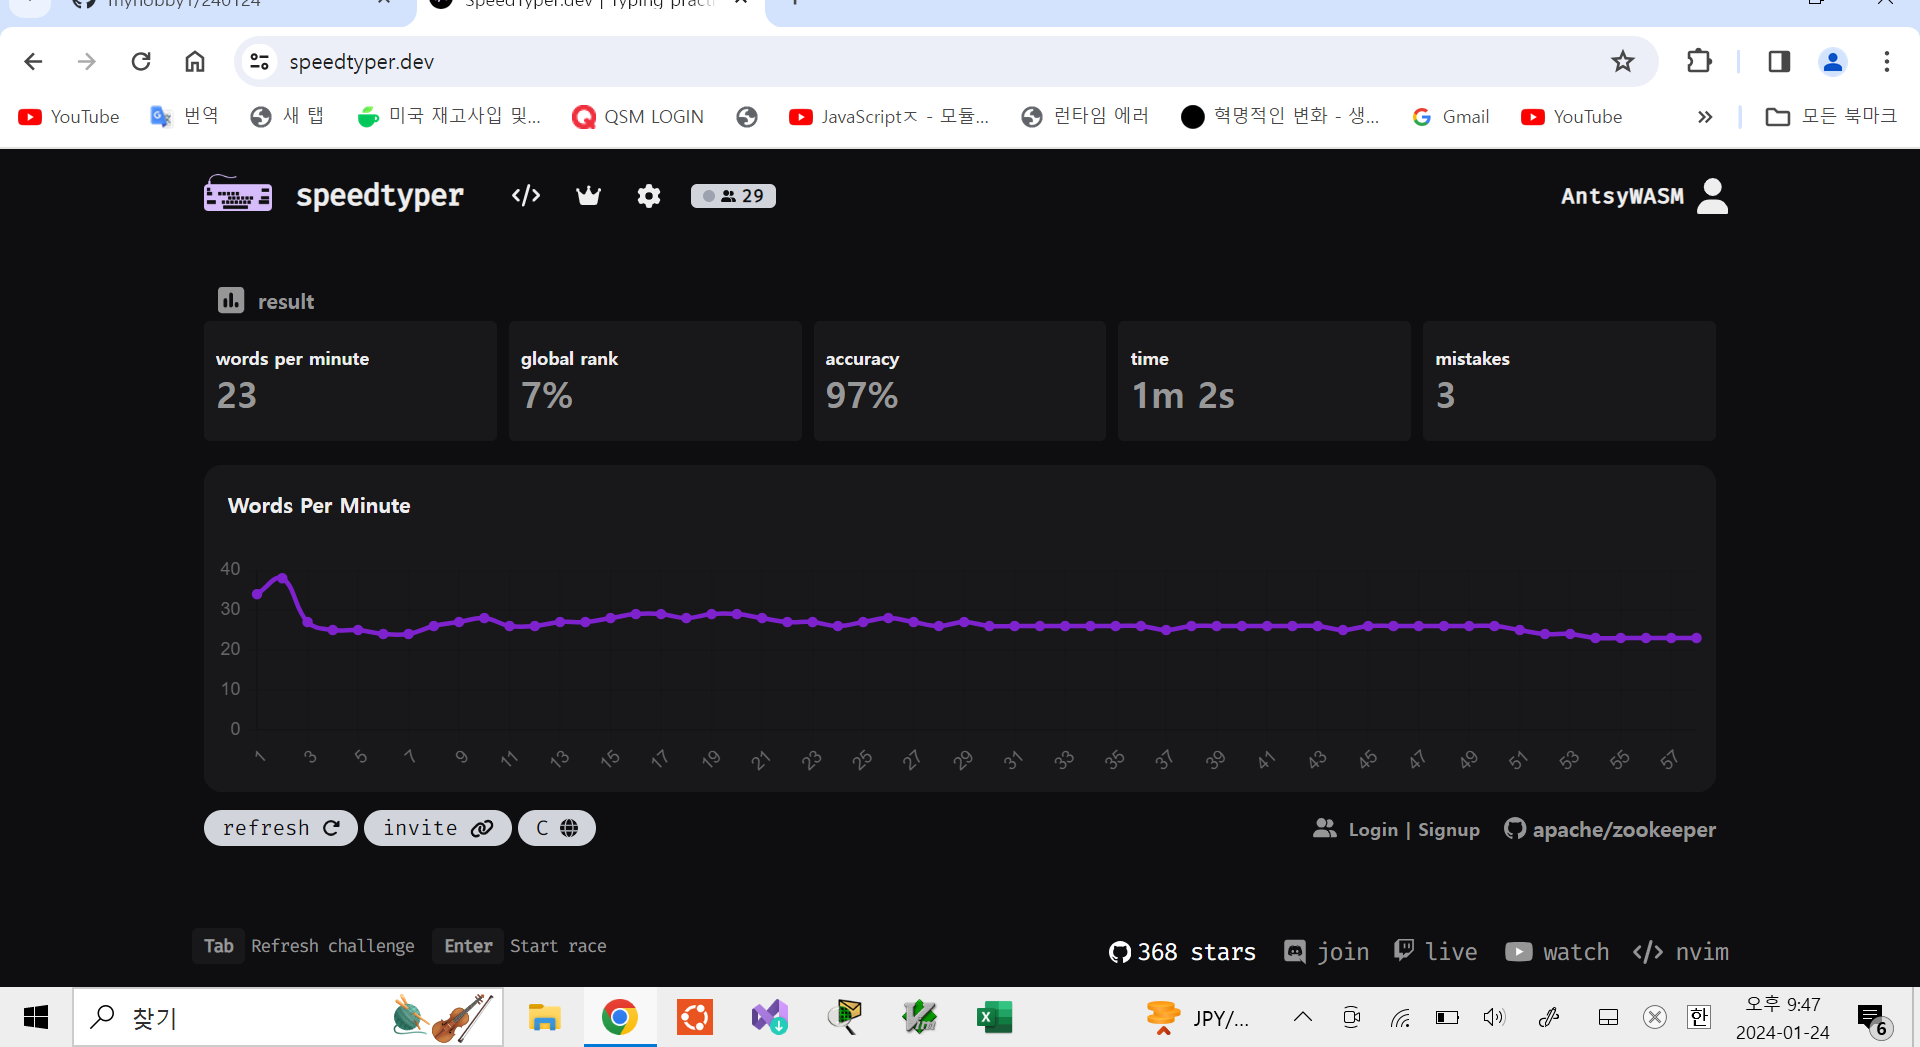 myhobby1/240124
SpeedTyper.dev | Typing pract
speedtyper.dev
YouTube 번역 새 탭 미국 재고사입 및... QSM LOGIN JavaScriptㅈ - 모듈... 런타임 에러 혁명적인 변화 - 생... Gmail YouTube » 모든 북마크
speedtyper 29 AntsyWASM
result
words per minute global rank accuracy time mistakes
23 7% 97% 1m 2s 3
Words Per Minute
40
30
20
10
0
1 3 5 7 9 11 13 15 17 19 21 23 25 27 29 31 33 35 37 39 41 43 45 47 49 51 53 55 57
refresh invite C Login | Signup apache/zookeeper
Tab Refresh challenge Enter Start race 368 stars join live watch nvim
찾기 JPY/... 한 오후 9:47
2024-01-24 6